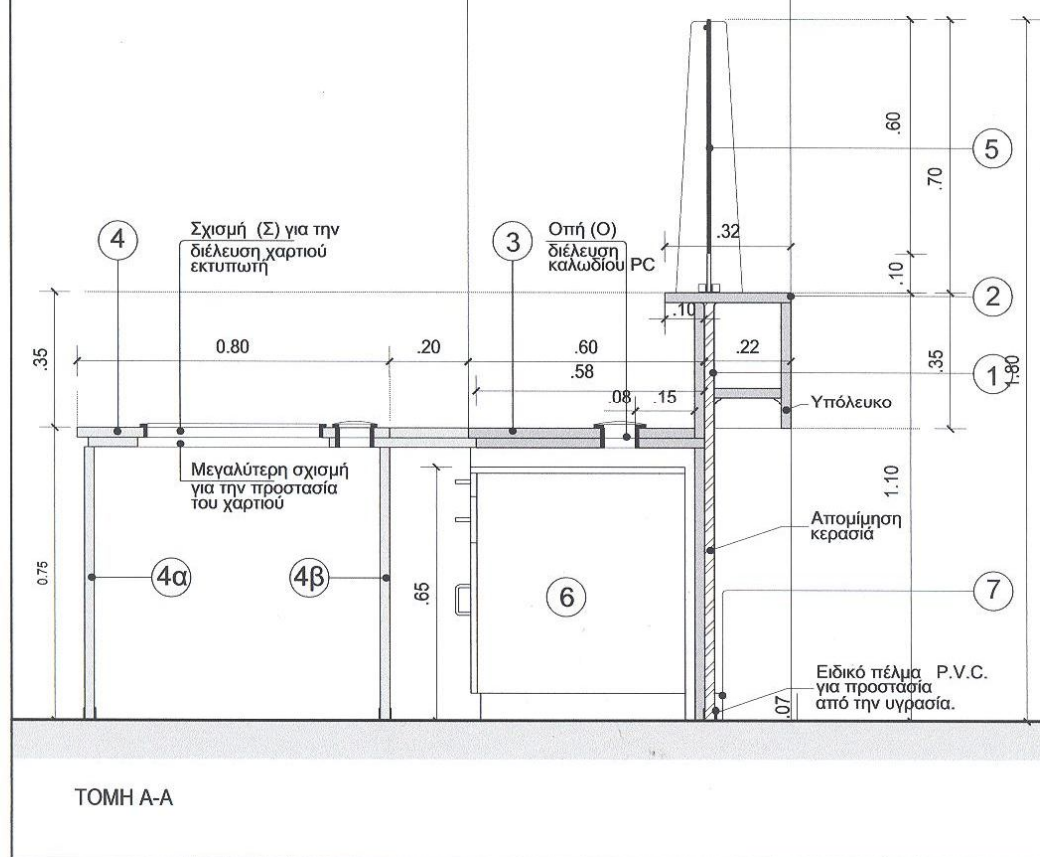 .60
5
.70
Σχισμή (Σ) για την
διέλευση χαρτιού
εκτυπωτή
4
3
Οπή (Ο)
διέλευση
καλωδίου PC
.32
.10
2
.10
.35
0.80
.20
.60
.22
.35
1
1.80
.58
.08
.15
Υπόλευκο
Μεγαλύτερη σχισμή
για την προστασία
του χαρτιού
1.10
Απομίμηση
κερασιά
0.75
4α
4β
.65
6
7
Ειδικό πέλμα P.V.C.
για προστασία
από την υγρασία.
.07
ΤΟΜΗ Α-Α